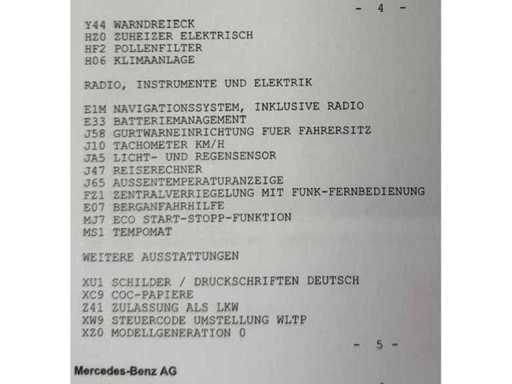 - 4 -
Y44 WARNDREIECK
HZ0 ZUHEIZER ELEKTRISCH
HF2 POLLENFILTER
H06 KLIMAANLAGE
RADIO, INSTRUMENTE UND ELEKTRIK
E1M NAVIGATIONSSYSTEM, INKLUSIVE RADIO
E33 BATTERIEMANAGEMENT
J58 GURTWARNEINRICHTUNG FUER FAHRERSITZ
J10 TACHOMETER KM/H
JA5 LICHT- UND REGENSENSOR
J47 REISERECHNER
J65 AUSSENTEMPERATURANZEIGE
FZ1 ZENTRALVERRIEGELUNG MIT FUNK-FERNBEDIENUNG
E07 BERGANFAHRHILFE
MJ7 ECO START-STOPP-FUNKTION
MS1 TEMPOMAT
WEITERE AUSSTATTUNGEN
XU1 SCHILDER / DRUCKSCHRIFTEN DEUTSCH
XC9 COC-PAPIERE
Z41 ZULASSUNG ALS LKW
XW9 STEUERCODE UMSTELLUNG WLTP
XZ0 MODELLGENERATION 0
- 5 -
Mercedes-Benz AG